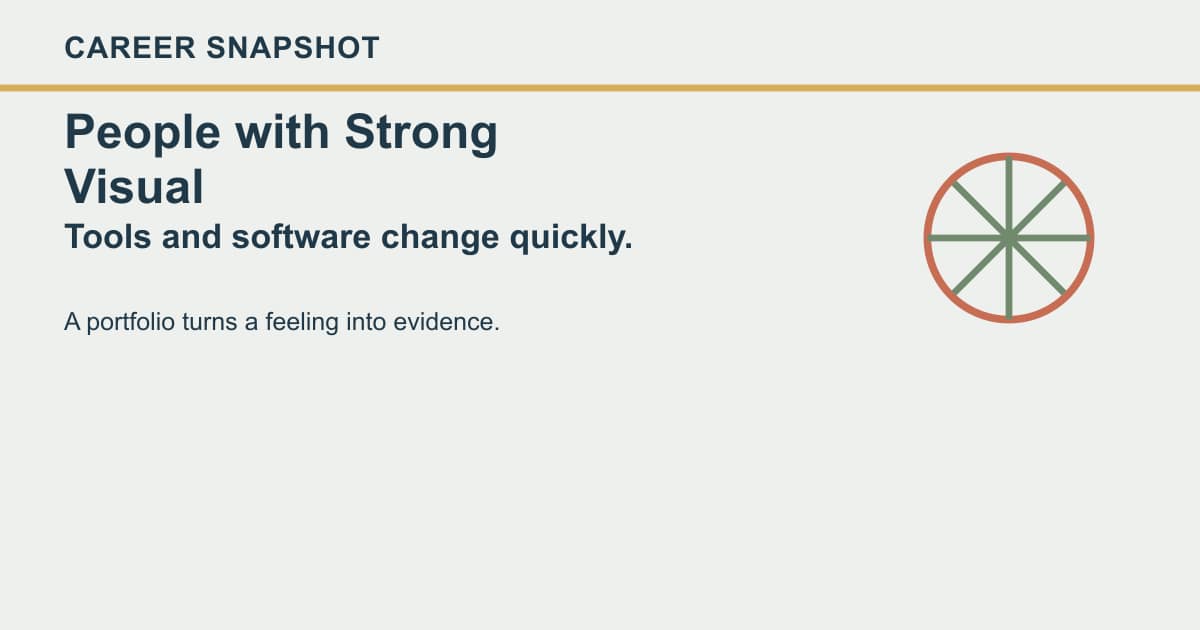 CAREER SNAPSHOT
People with Strong
Visual
Tools and software change quickly.
A portfolio turns a feeling into evidence.